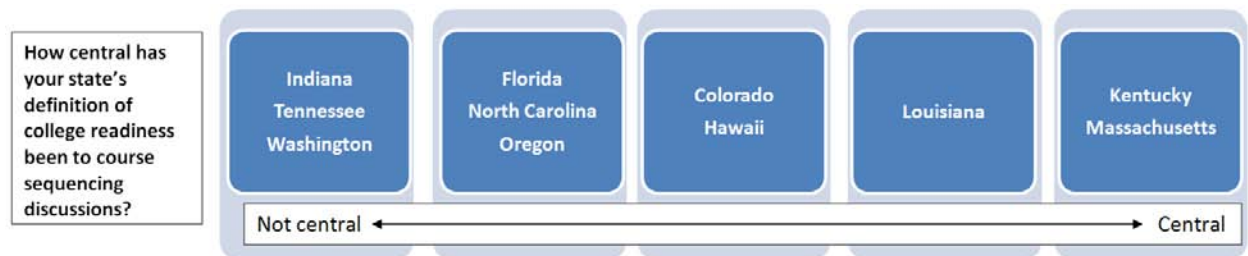 How central has
your state's
definition of
college readiness
been to course
sequencing
discussions?
Indiana
Tennessee
Washington
Florida
North Carolina
Oregon
Colorado
Hawaii
Louisiana
Kentucky
Massachusetts
Not central
Central